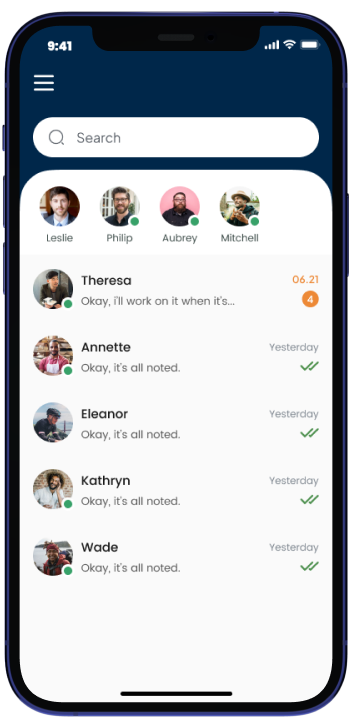 9:41
Search
Leslie Philip Aubrey Mitchell
Theresa 06.21
Okay, i'll work on it when it's... 4
Annette Yesterday
Okay, it's all noted.
Eleanor Yesterday
Okay, it's all noted.
Kathryn Yesterday
Okay, it's all noted.
Wade Yesterday
Okay, it's all noted.